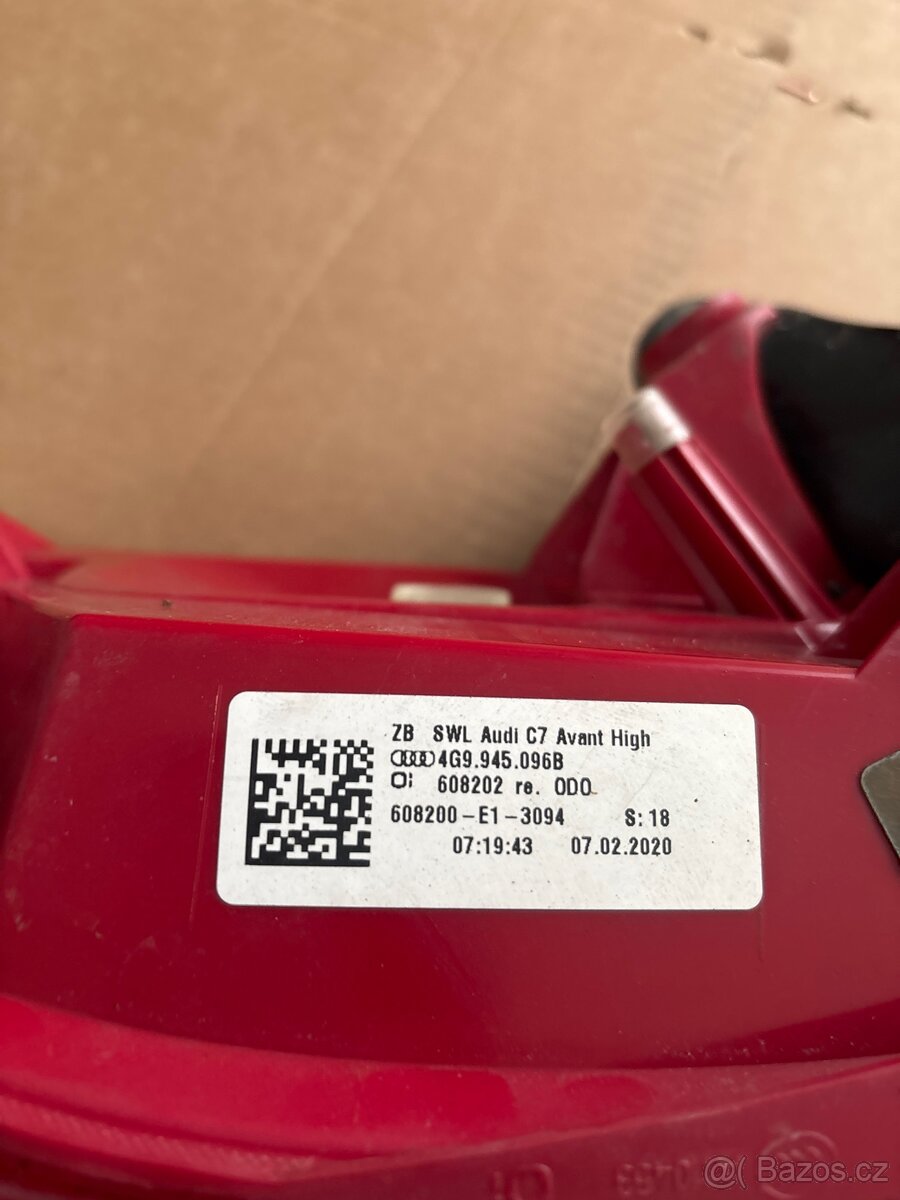 ZB SWL Audi C7 Avant High
4G9.945.096B
608202 re. ODO
608200-E1-3094 S:18
07:19:43 07.02.2020
@( Bazos.cz